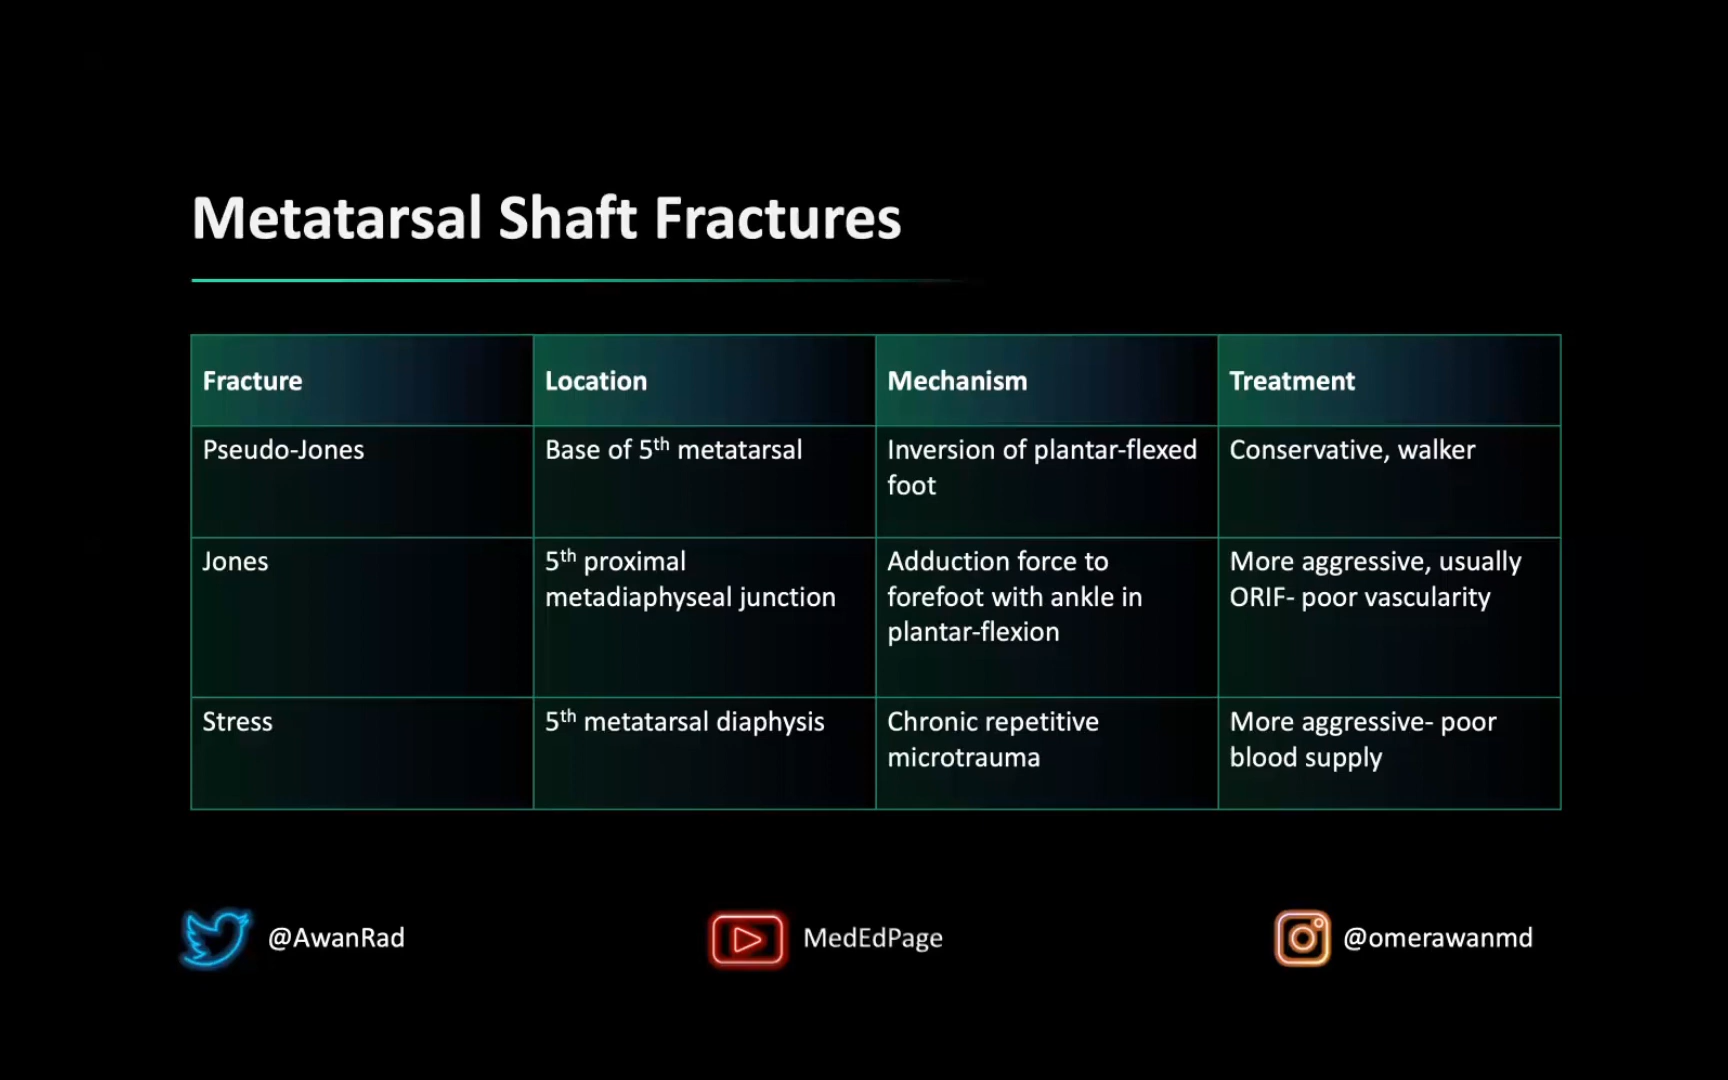 Metatarsal Shaft Fractures
Fracture
Location
Mechanism
Treatment
Pseudo-Jones
Base of 5th metatarsal
Inversion of plantar-flexed
foot
Conservative, walker
Jones
5th proximal
metadiaphyseal junction
Adduction force to
forefoot with ankle in
plantar-flexion
More aggressive, usually
ORIF- poor vascularity
Stress
5th metatarsal diaphysis
Chronic repetitive
microtrauma
More aggressive- poor
blood supply
@AwanRad
MedEdPage
@omerawanmd